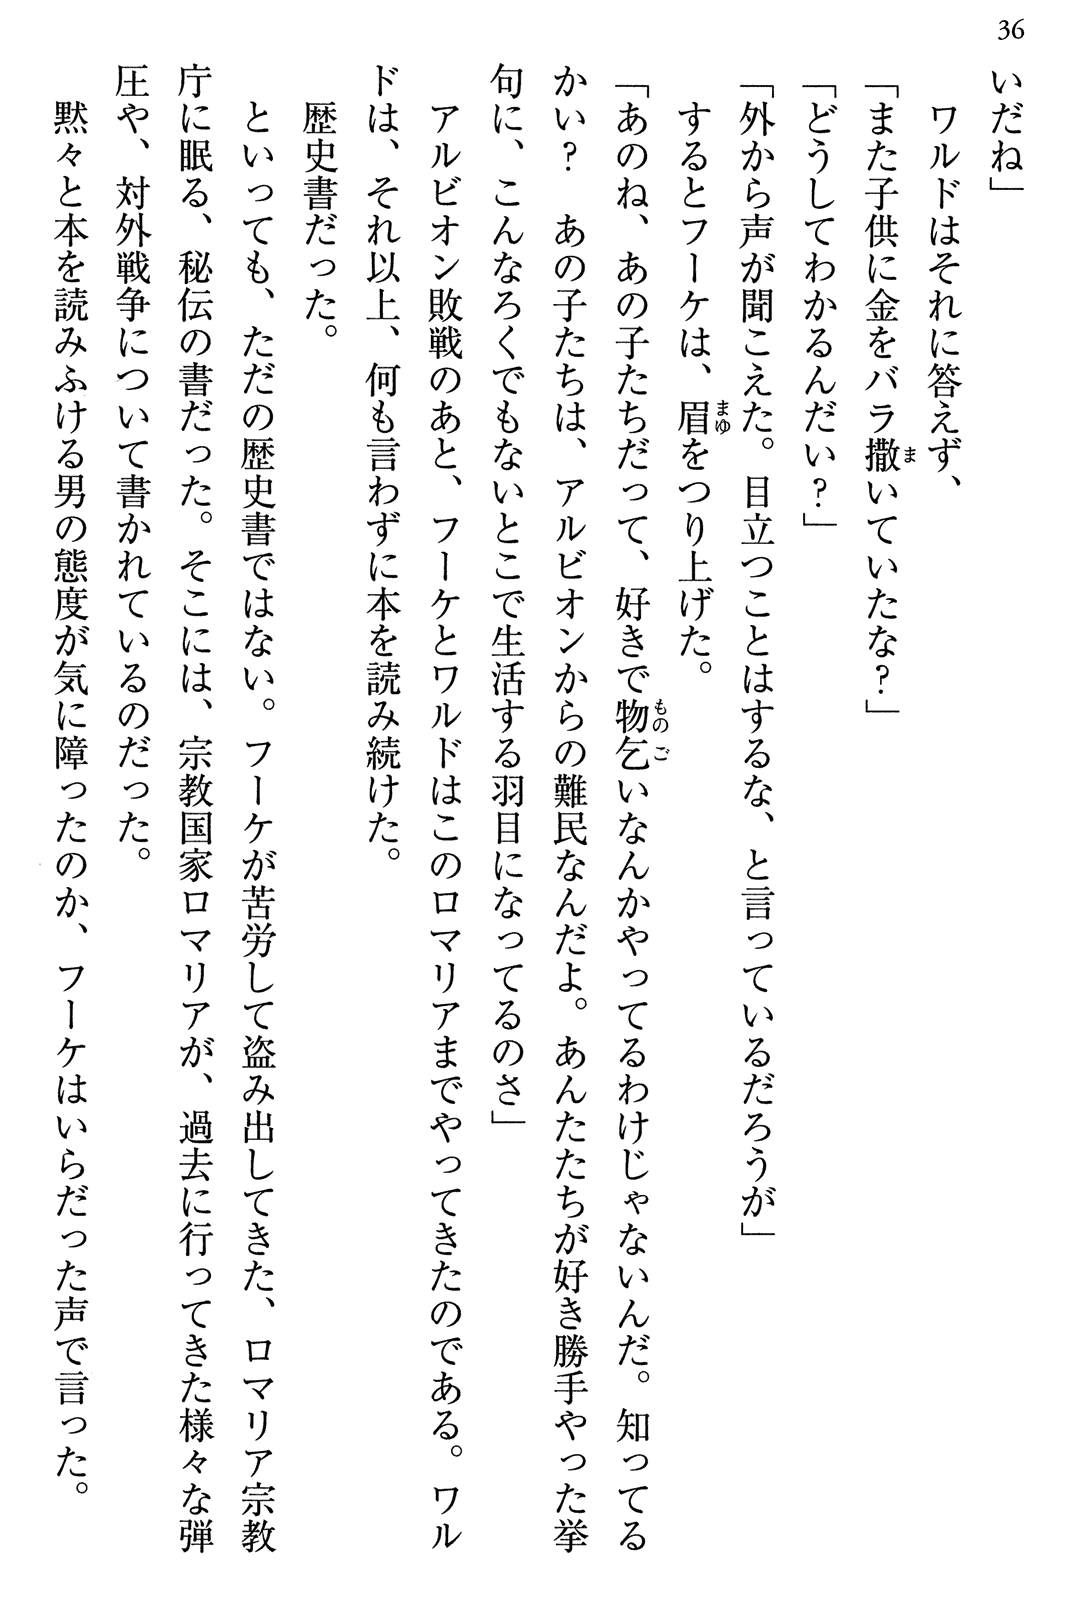 36
いだね」
　ワルドはそれに答えず、
「また子供に金をバラ撒いていたな？」
「どうしてわかるんだい？」
「外から声が聞こえた。目立つことはするな、と言っているだろうが」
　するとフーケは、眉をつり上げた。
「あのね、あの子たちだって、好きで物乞いなんかやってるわけじゃないんだ。知ってる
かい？　あの子たちは、アルビオンからの難民なんだよ。あんたたちが好き勝手やった挙
句に、こんなろくでもないとこで生活する羽目になってるのさ」
　アルビオン敗戦のあと、フーケとワルドはこのロマリアまでやってきたのである。ワル
ドは、それ以上、何も言わずに本を読み続けた。
　歴史書だった。
　といっても、ただの歴史書ではない。フーケが苦労して盗み出してきた、ロマリア宗教
庁に眠る、秘伝の書だった。そこには、宗教国家ロマリアが、過去に行ってきた様々な弾
圧や、対外戦争について書かれているのだった。
　黙々と本を読みふける男の態度が気に障ったのか、フーケはいらだった声で言った。